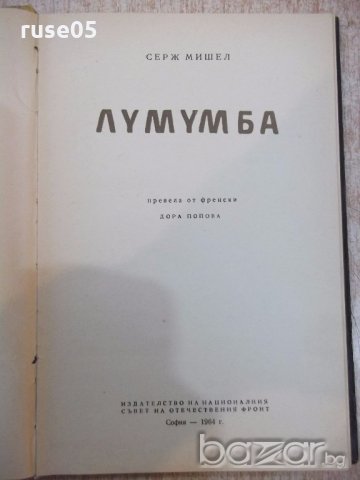 ruse05
СЕРЖ МИШЕЛ
ЛУМУМБА
превела от френски
ДОРА ПОПОВА
ИЗДАТЕЛСТВО НА НАЦИОНАЛНИЯ
СЪВЕТ НА ОТЕЧЕСТВЕНИЯ ФРОНТ
София — 1964 г.
bazar.бг